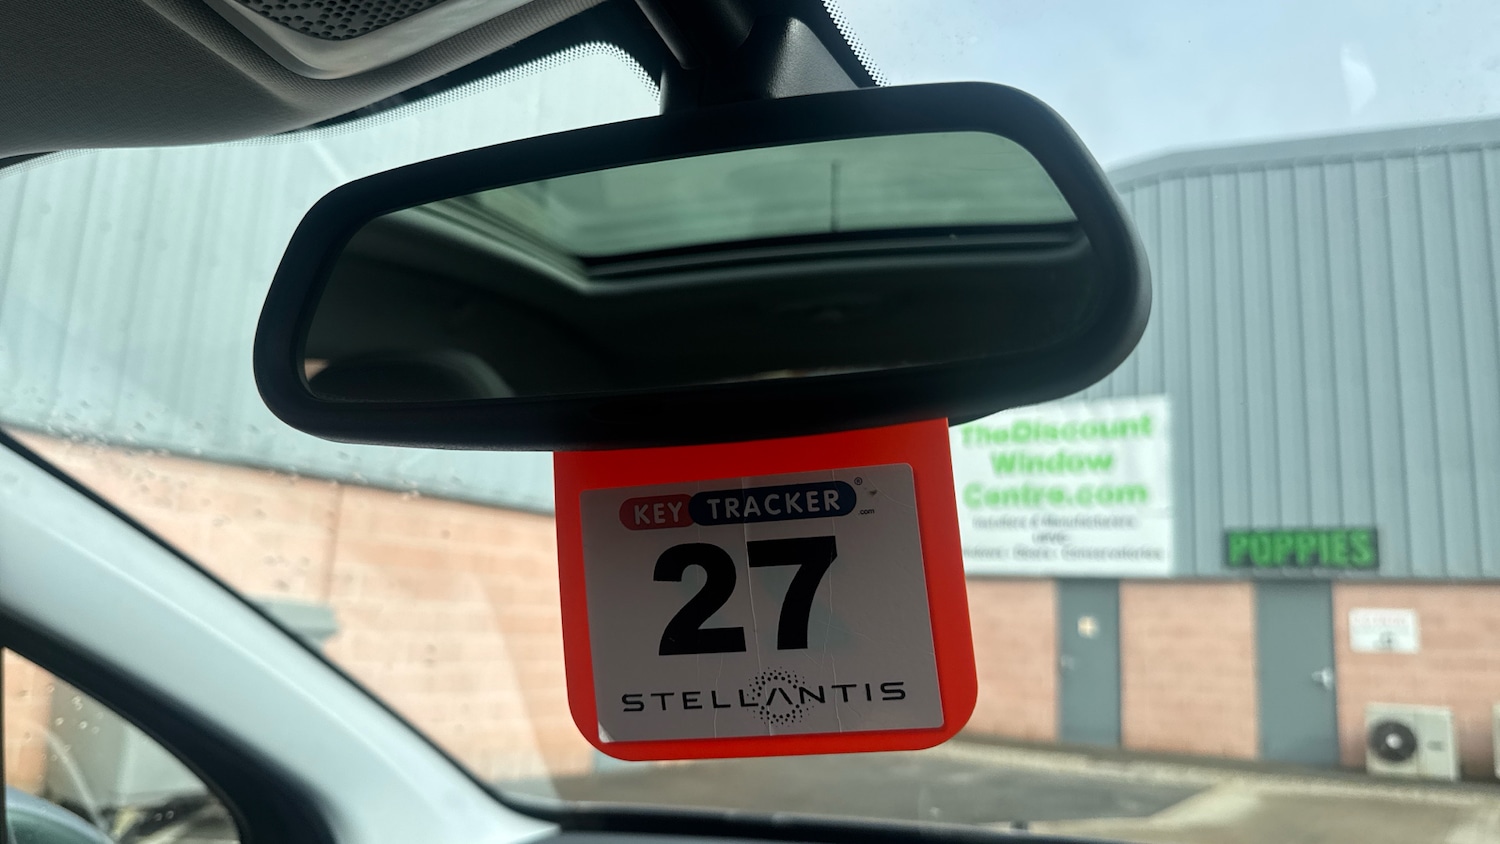 KEY TRACKER ® .com
27
STELLANTIS
TheDiscount
Window
Centre.com
POPPIES